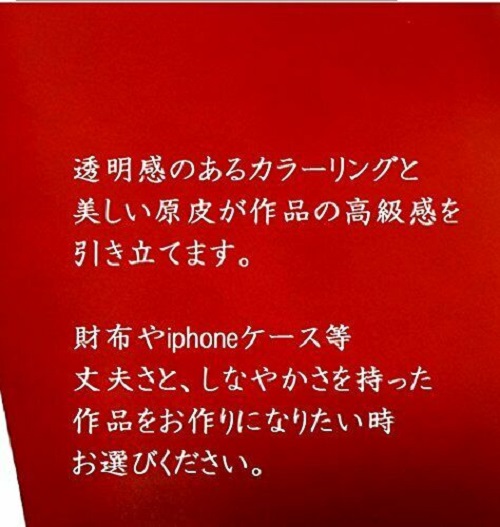 透明感のあるカラーリングと
美しい原皮が作品の高級感を
引き立てます。
財布やiphoneケース等
丈夫さと、しなやかさを持った
作品をお作りになりたい時
お選びください。